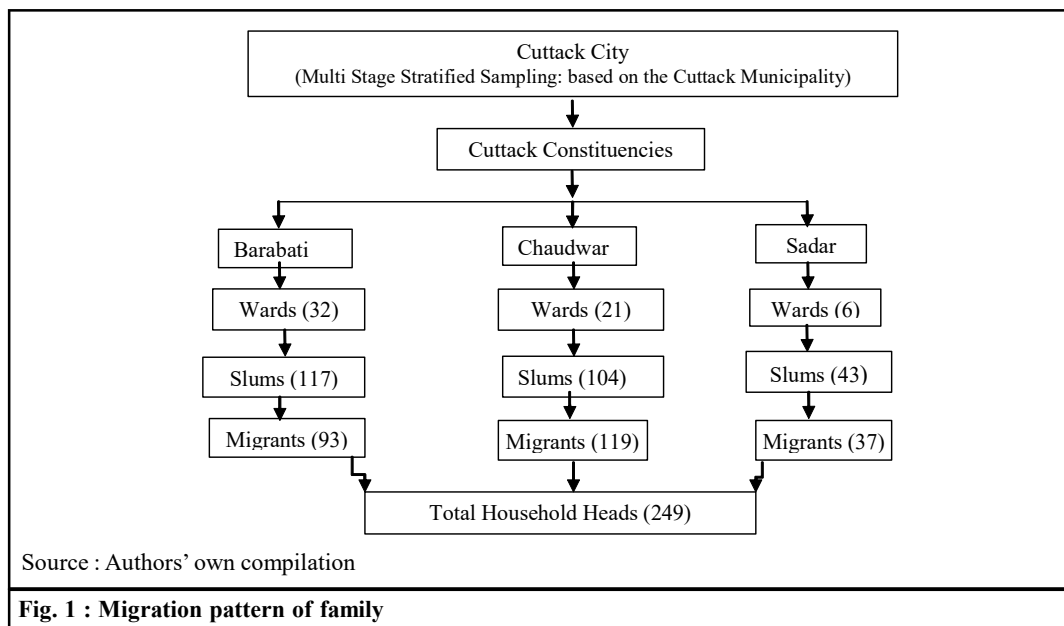 Cuttack City
(Multi Stage Stratified Sampling: based on the Cuttack Municipality)
Cuttack Constituencies
Barabati
Chaudwar
Sadar
Wards (32)
Wards (21)
Wards (6)
Slums (117)
Slums (104)
Slums (43)
Migrants (93)
Migrants (119)
Migrants (37)
Total Household Heads (249)
Source : Authors' own compilation
Fig. 1 : Migration pattern of family